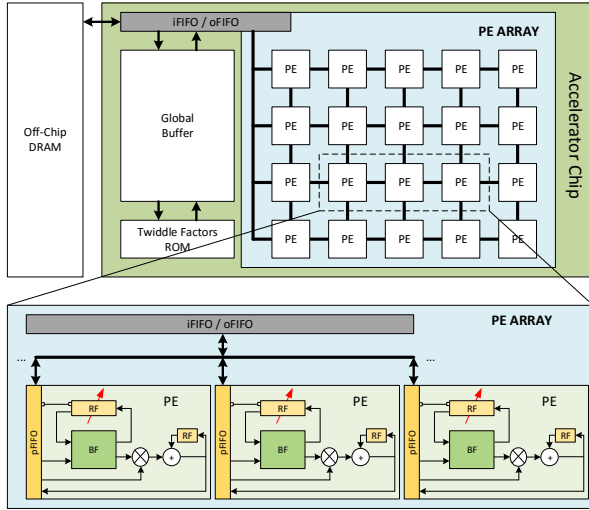 iFIFO / oFIFO
PE ARRAY
Off-Chip
DRAM
Global
Buffer
Twiddle Factors
ROM
PE PE PE PE PE
PE PE PE PE PE
PE PE PE PE PE
PE PE PE PE PE
Accelerator Chip
iFIFO / oFIFO
PE ARRAY
... ...
pFIFO RF PE BF RF +
pFIFO RF PE BF RF +
pFIFO RF PE BF RF +